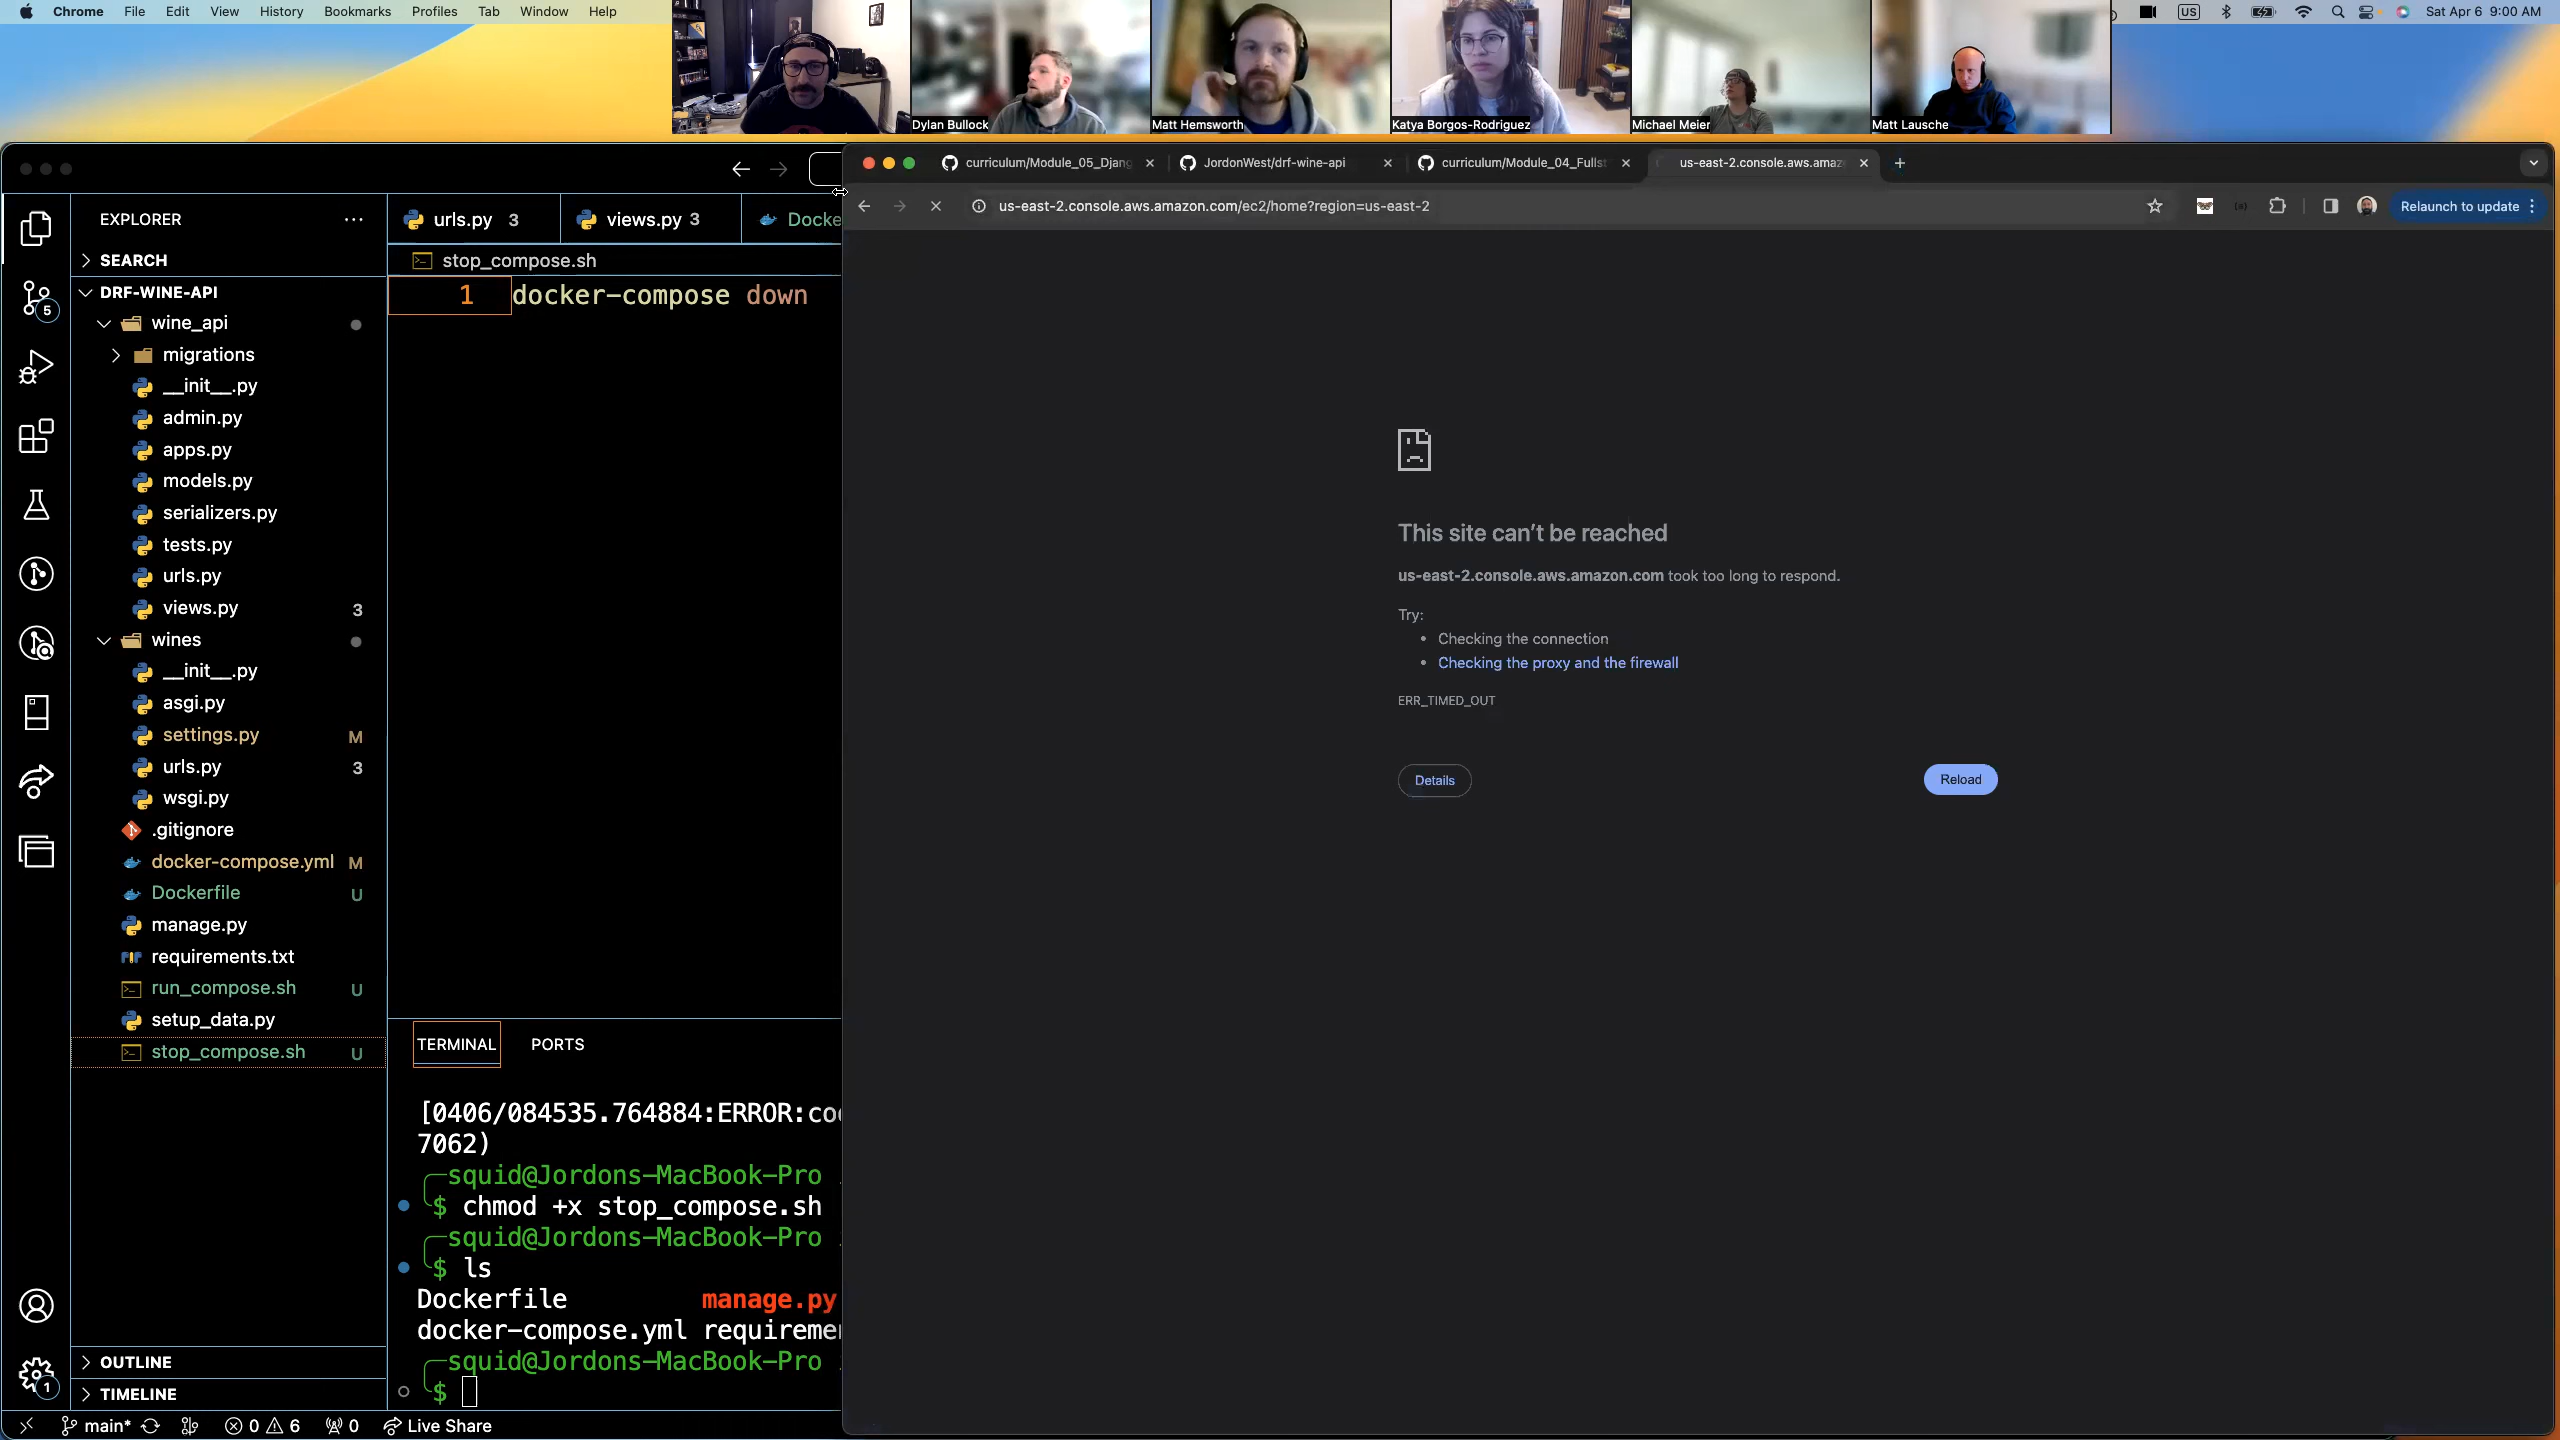 Chrome File Edit View History Bookmarks Profiles Tab Window Help
US Sat Apr 6 9:00 AM
Dylan Bullock
Matt Hemsworth
Katya Borgos-Rodriguez
Michael Meier
Matt Lausche
curriculum/Module_05_Djang
JordonWest/drf-wine-api
curriculum/Module_04_Fullst
us-east-2.console.aws.amaz
us-east-2.console.aws.amazon.com/ec2/home?region=us-east-2
Relaunch to update
EXPLORER
SEARCH
DRF-WINE-API
wine_api
migrations
__init__.py
admin.py
apps.py
models.py
serializers.py
tests.py
urls.py
views.py 3
wines
__init__.py
asgi.py
settings.py M
urls.py 3
wsgi.py
.gitignore
docker-compose.yml M
Dockerfile U
manage.py
requirements.txt
run_compose.sh U
setup_data.py
stop_compose.sh U
OUTLINE
TIMELINE
5
1
urls.py 3
views.py 3
Docke
stop_compose.sh
1 docker-compose down
TERMINAL PORTS
[0406/084535.764884:ERROR:co
7062)
squid@Jordons-MacBook-Pro
$ chmod +x stop_compose.sh
squid@Jordons-MacBook-Pro
$ ls
Dockerfile manage.py
docker-compose.yml requireme
squid@Jordons-MacBook-Pro
$
main* 0 6 0 Live Share
This site can't be reached
us-east-2.console.aws.amazon.com took too long to respond.
Try:
• Checking the connection
• Checking the proxy and the firewall
ERR_TIMED_OUT
Details
Reload